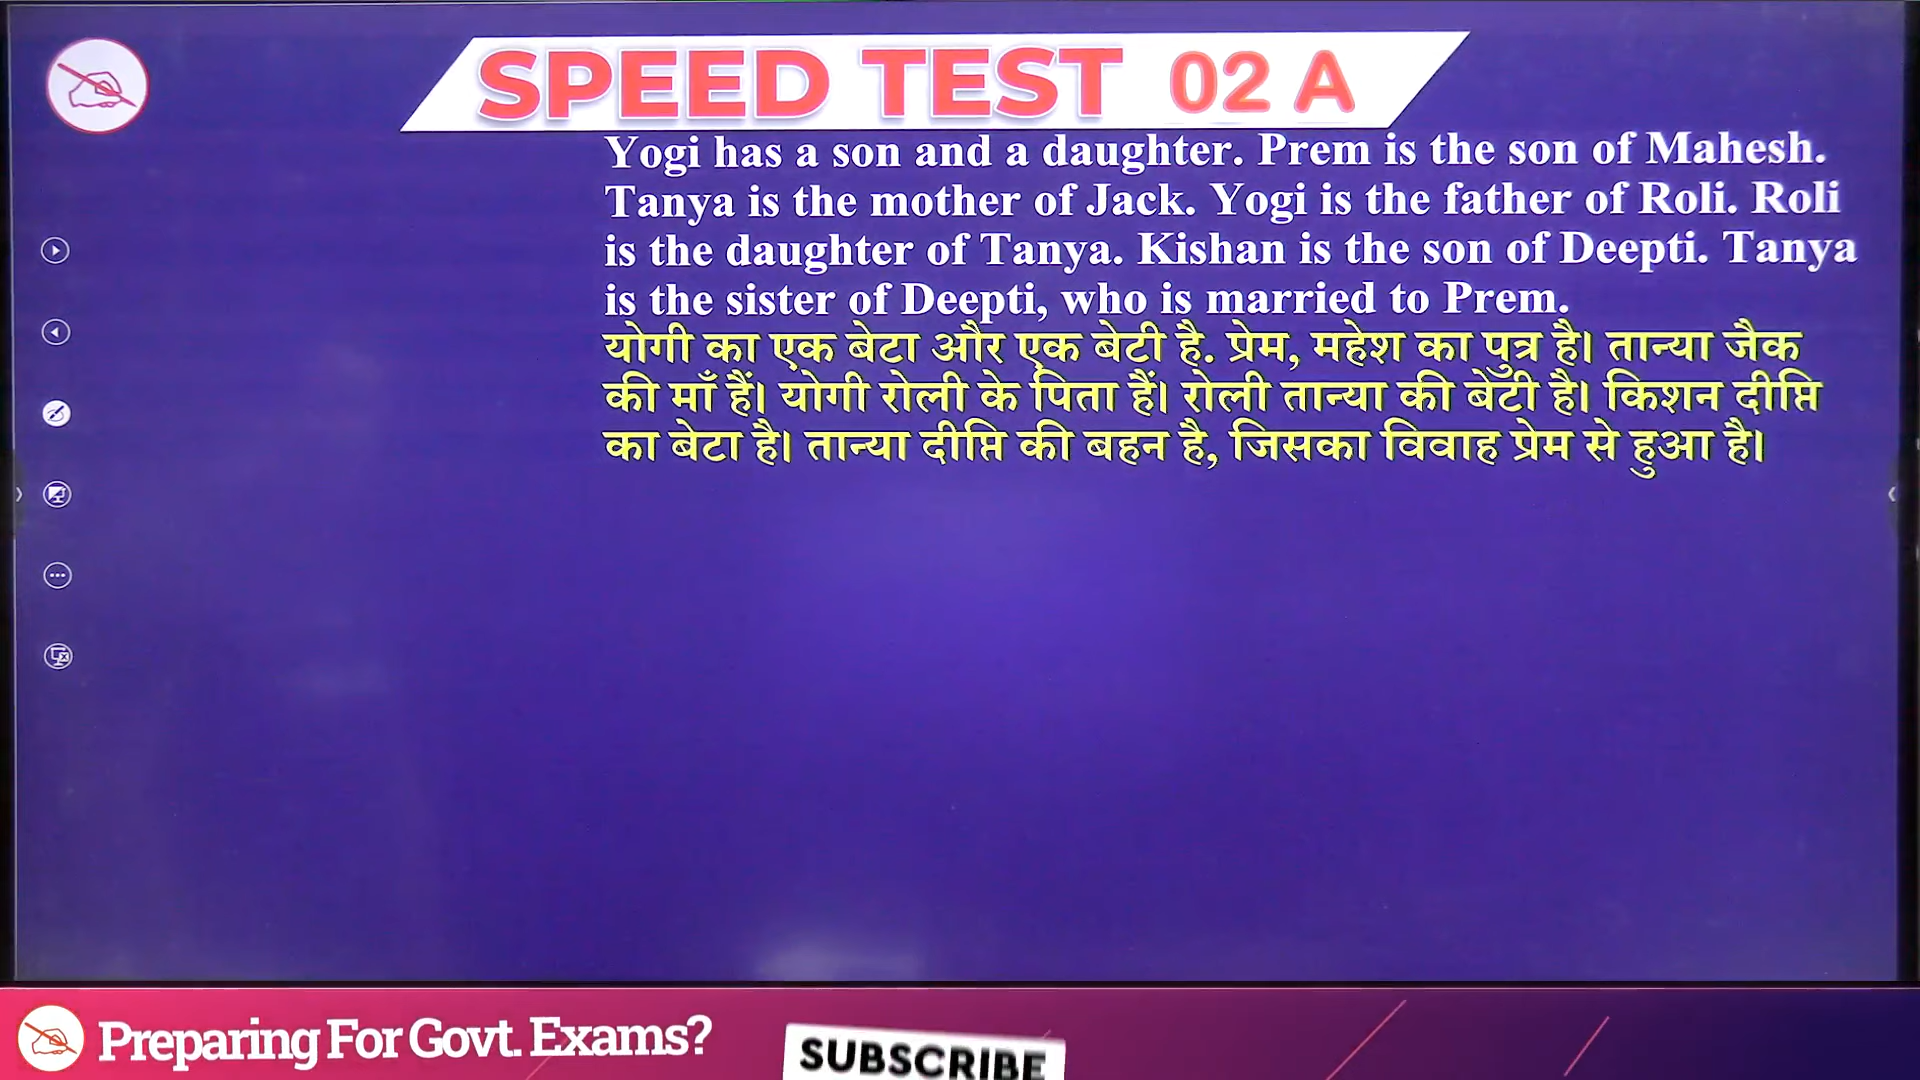 SPEED TEST 02 A
Yogi has a son and a daughter. Prem is the son of Mahesh.
Tanya is the mother of Jack. Yogi is the father of Roli. Roli
is the daughter of Tanya. Kishan is the son of Deepti. Tanya
is the sister of Deepti, who is married to Prem.
योगी का एक बेटा और एक बेटी है. प्रेम, महेश का पुत्र है। तान्या जैक
की माँ हैं। योगी रोली के पिता हैं। रोली तान्या की बेटी है। किशन दीप्ति
का बेटा है। तान्या दीप्ति की बहन है, जिसका विवाह प्रेम से हुआ है।
Preparing For Govt. Exams?
SUBSCRIBE